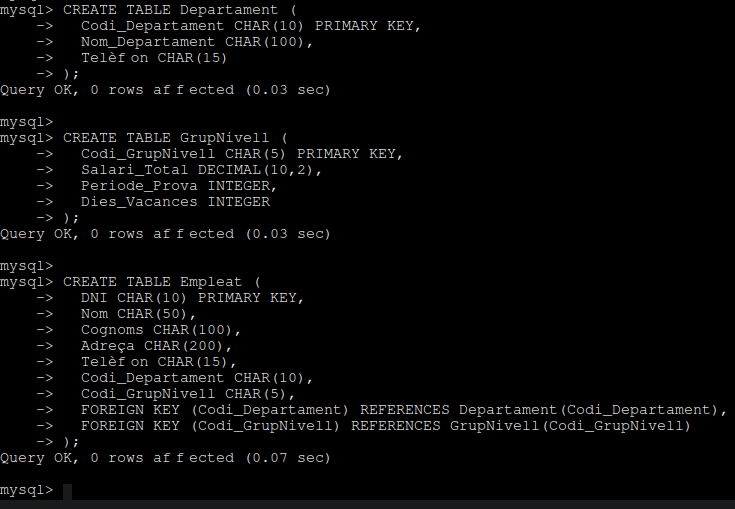 mysql> CREATE TABLE Departament (
    ->   Codi_Departament CHAR(10) PRIMARY KEY,
    ->   Nom_Departament CHAR(100),
    ->   Telèfon CHAR(15)
    -> );
Query OK, 0 rows affected (0.03 sec)

mysql>
mysql> CREATE TABLE GrupNivell (
    ->   Codi_GrupNivell CHAR(5) PRIMARY KEY,
    ->   Salari_Total DECIMAL(10,2),
    ->   Periode_Prova INTEGER,
    ->   Dies_Vacances INTEGER
    -> );
Query OK, 0 rows affected (0.03 sec)

mysql>
mysql> CREATE TABLE Empleat (
    ->   DNI CHAR(10) PRIMARY KEY,
    ->   Nom CHAR(50),
    ->   Cognoms CHAR(100),
    ->   Adreça CHAR(200),
    ->   Telèfon CHAR(15),
    ->   Codi_Departament CHAR(10),
    ->   Codi_GrupNivell CHAR(5),
    ->   FOREIGN KEY (Codi_Departament) REFERENCES Departament(Codi_Departament),
    ->   FOREIGN KEY (Codi_GrupNivell) REFERENCES GrupNivell(Codi_GrupNivell)
    -> );
Query OK, 0 rows affected (0.07 sec)

mysql>